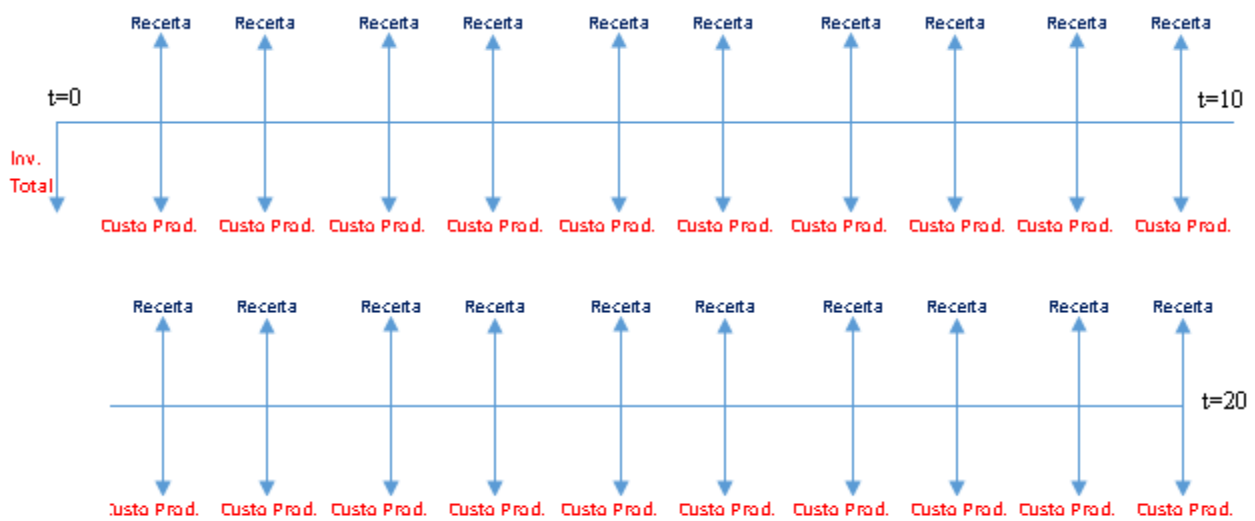 Receita Receita Receita Receita Receita Receita Receita Receita Receita Receita
t=0
t=10
Inv.
Total
Custo Prod. Custo Prod. Custo Prod. Custo Prod. Custo Prod. Custo Prod. Custo Prod. Custo Prod. Custo Prod. Custo Prod.
Receita Receita Receita Receita Receita Receita Receita Receita Receita Receita
t=20
Custo Prod. Custo Prod. Custo Prod. Custo Prod. Custo Prod. Custo Prod. Custo Prod. Custo Prod. Custo Prod. Custo Prod.